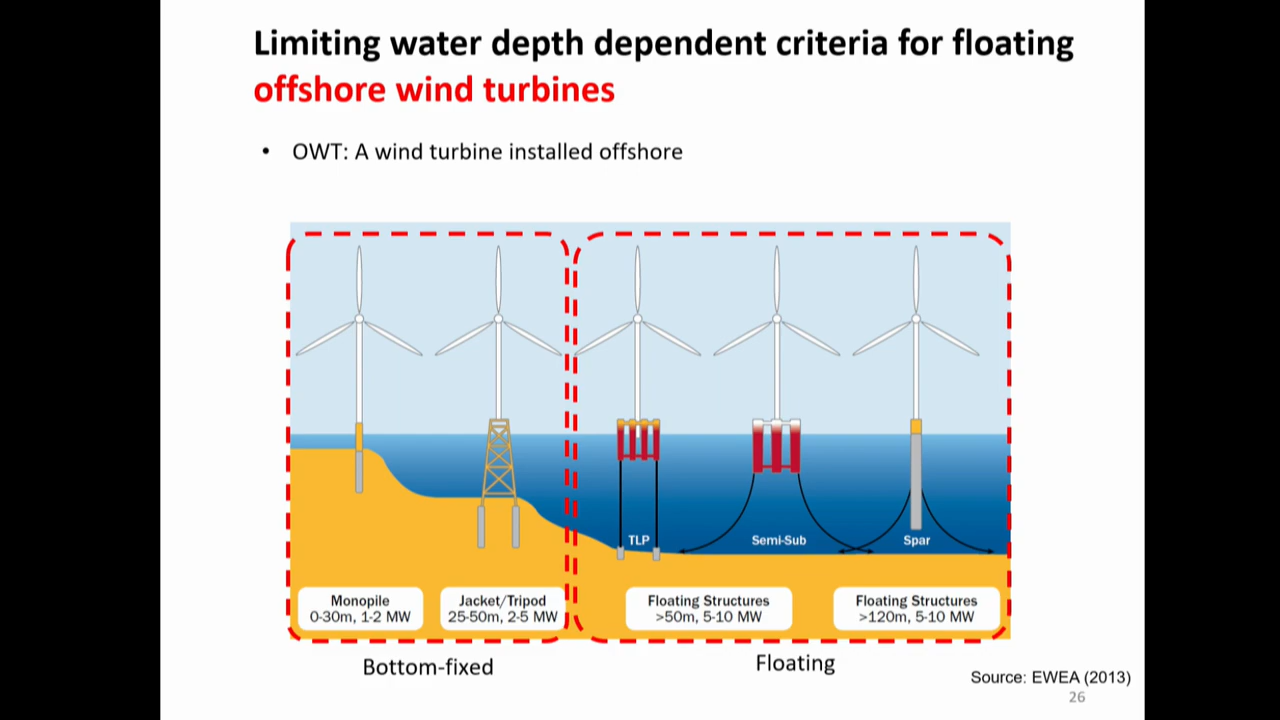 Limiting water depth dependent criteria for floating
offshore wind turbines
• OWT: A wind turbine installed offshore
TLP
Semi-Sub
Spar
Monopile
0-30m, 1-2 MW
Jacket/Tripod
25-50m, 2-5 MW
Floating Structures
>50m, 5-10 MW
Floating Structures
>120m, 5-10 MW
Bottom-fixed
Floating
Source: EWEA (2013)
26